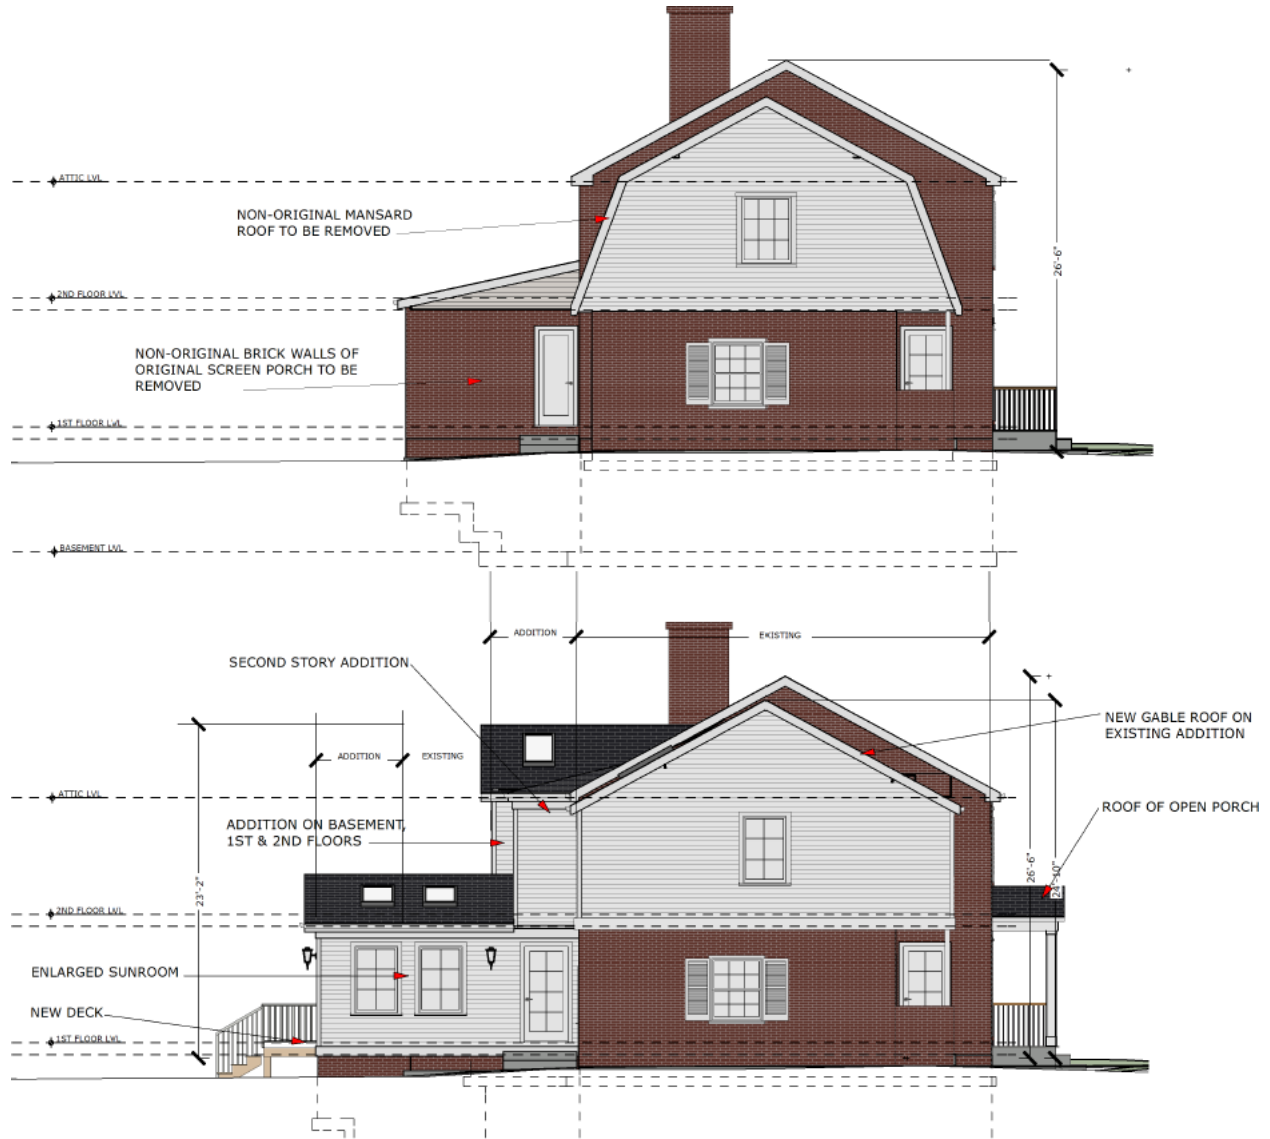 ATTIC LVL
NON-ORIGINAL MANSARD
ROOF TO BE REMOVED
26'-6"
2ND FLOOR LVL
NON-ORIGINAL BRICK WALLS OF
ORIGINAL SCREEN PORCH TO BE
REMOVED
1ST FLOOR LVL
BASEMENT LVL
ADDITION
EXISTING
SECOND STORY ADDITION
NEW GABLE ROOF ON
EXISTING ADDITION
ADDITION
EXISTING
ATTIC LVL
ROOF OF OPEN PORCH
ADDITION ON BASEMENT,
1ST & 2ND FLOORS
26'-6"
24'-10"
23'-2"
2ND FLOOR LVL
ENLARGED SUNROOM
NEW DECK
1ST FLOOR LVL